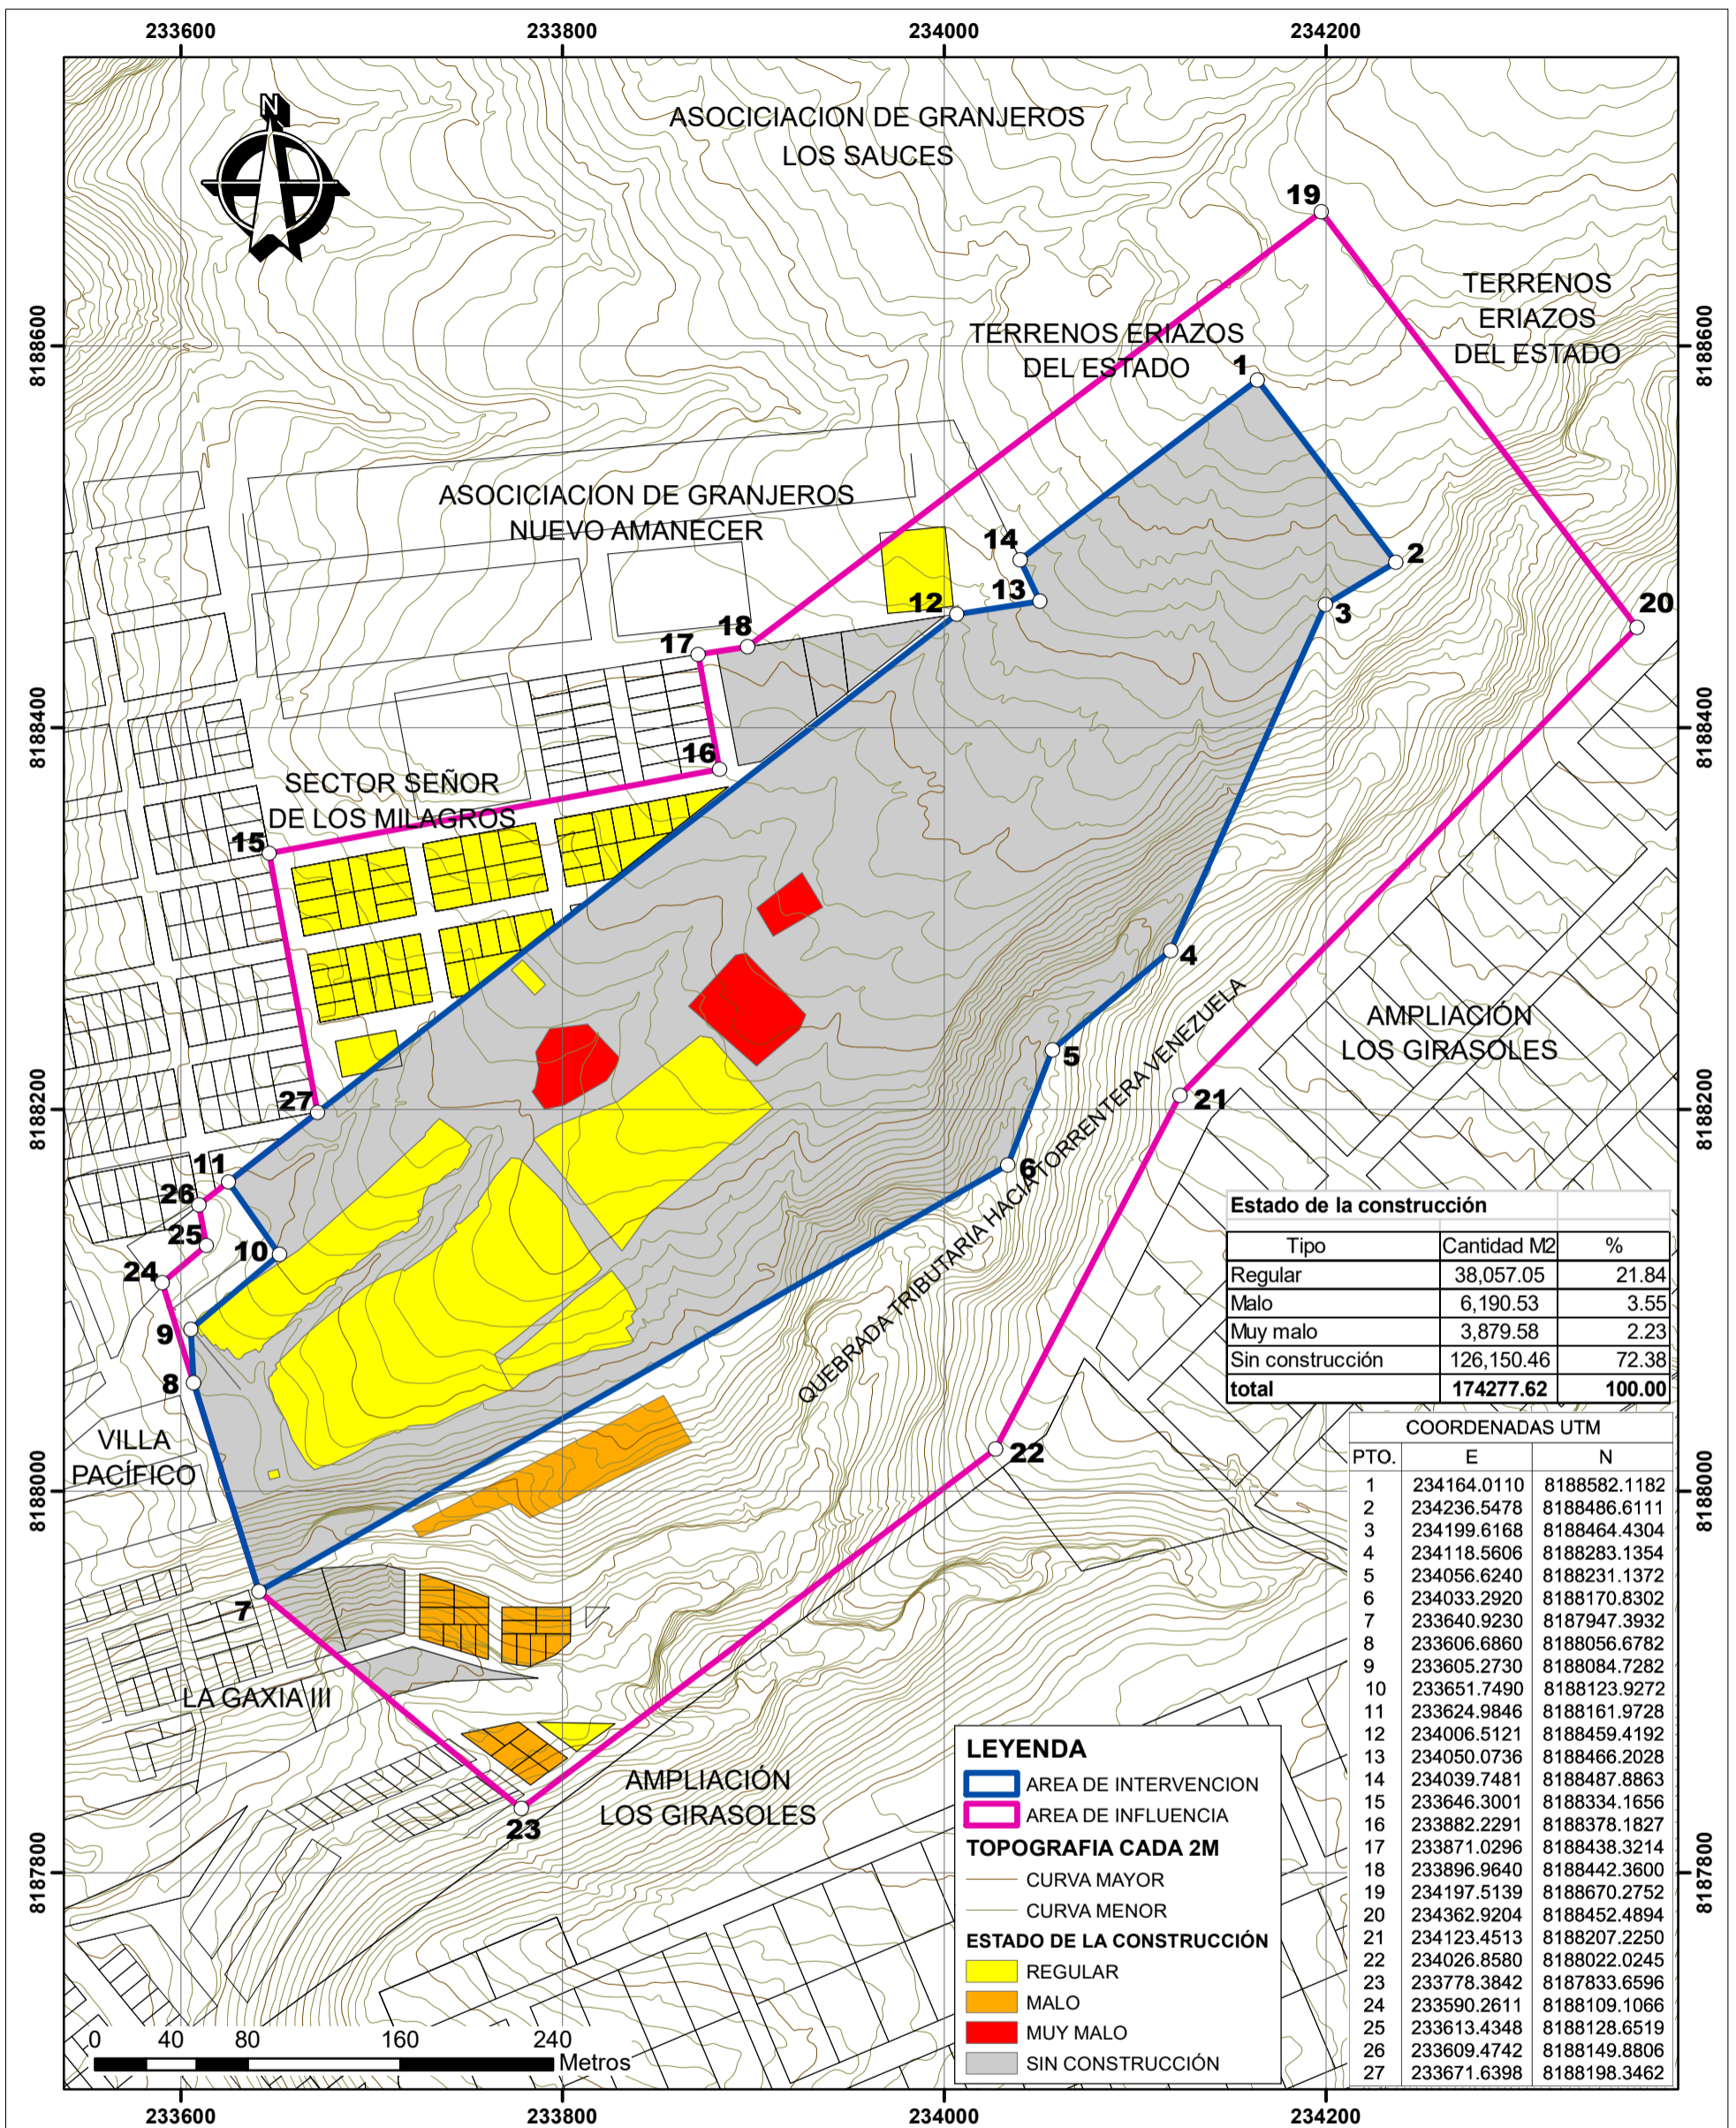 233600 233800 234000 234200
N
ASOCICIACION DE GRANJEROS
LOS SAUCES
19
TERRENOS
ERIAZOS
DEL ESTADO
8188600
TERRENOS ERIAZOS
DEL ESTADO
8188600
1
ASOCICIACION DE GRANJEROS
NUEVO AMANECER
14
2
13
12
3
20
18
17
8188400
8188400
16
SECTOR SEÑOR
DE LOS MILAGROS
15
4
AMPLIACIÓN
LOS GIRASOLES
5
QUEBRADA TRIBUTARIA HACIA TORRENTERA VENEZUELA
21
27
8188200
8188200
11
6
26
25
10
24
9
8
22
VILLA
PACÍFICO
8188000
8188000
7
LA GAXIA III
AMPLIACIÓN
LOS GIRASOLES
23
8187800
8187800
Estado de la construcción
Tipo Cantidad M2 %
Regular 38,057.05 21.84
Malo 6,190.53 3.55
Muy malo 3,879.58 2.23
Sin construcción 126,150.46 72.38
total 174277.62 100.00
COORDENADAS UTM
PTO. E N
1 234164.0110 8188582.1182
2 234236.5478 8188486.6111
3 234199.6168 8188464.4304
4 234118.5606 8188283.1354
5 234056.6240 8188231.1372
6 234033.2920 8188170.8302
7 233640.9230 8187947.3932
8 233606.6860 8188056.6782
9 233605.2730 8188084.7282
10 233651.7490 8188123.9272
11 233624.9846 8188161.9728
12 234006.5121 8188459.4192
13 234050.0736 8188466.2028
14 234039.7481 8188487.8863
15 233646.3001 8188334.1656
16 233882.2291 8188378.1827
17 233871.0296 8188438.3214
18 233896.9640 8188442.3600
19 234197.5139 8188670.2752
20 234362.9204 8188452.4894
21 234123.4513 8188207.2250
22 234026.8580 8188022.0245
23 233778.3842 8187833.6596
24 233590.2611 8188109.1066
25 233613.4348 8188128.6519
26 233609.4742 8188149.8806
27 233671.6398 8188198.3462
LEYENDA
AREA DE INTERVENCION
AREA DE INFLUENCIA
TOPOGRAFIA CADA 2M
CURVA MAYOR
CURVA MENOR
ESTADO DE LA CONSTRUCCIÓN
REGULAR
MALO
MUY MALO
SIN CONSTRUCCIÓN
0 40 80 160 240
Metros
233600 233800 234000 234200